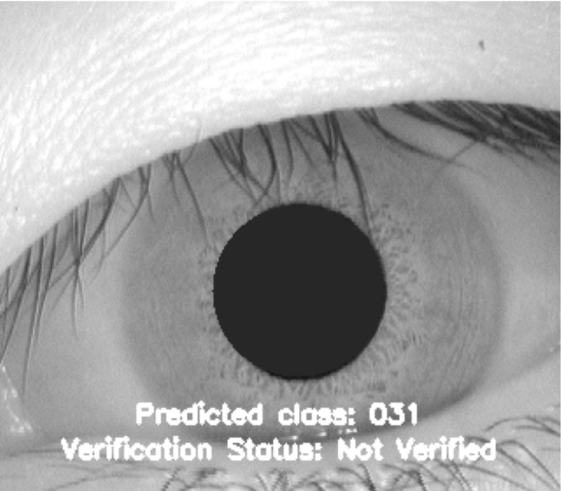 Predicted class: 031
Verification Status: Not Verified